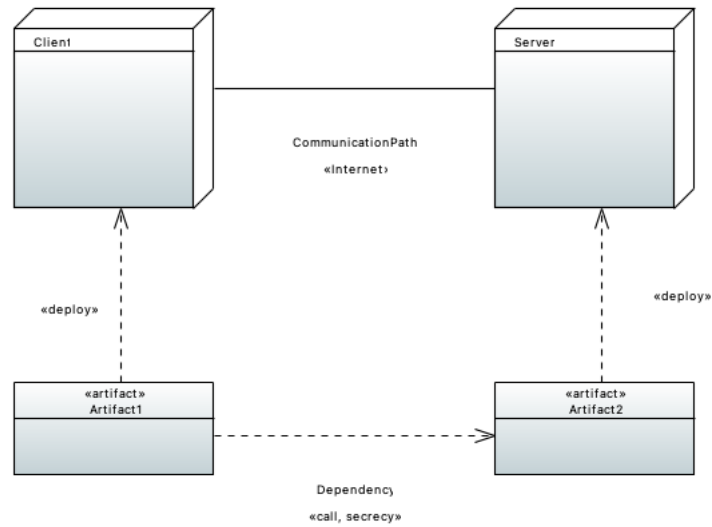 Client
Server
CommunicationPath
«Internet»
«deploy»
«deploy»
«artifact»
Artifact1
«artifact»
Artifact2
Dependency
«call, secrecy»